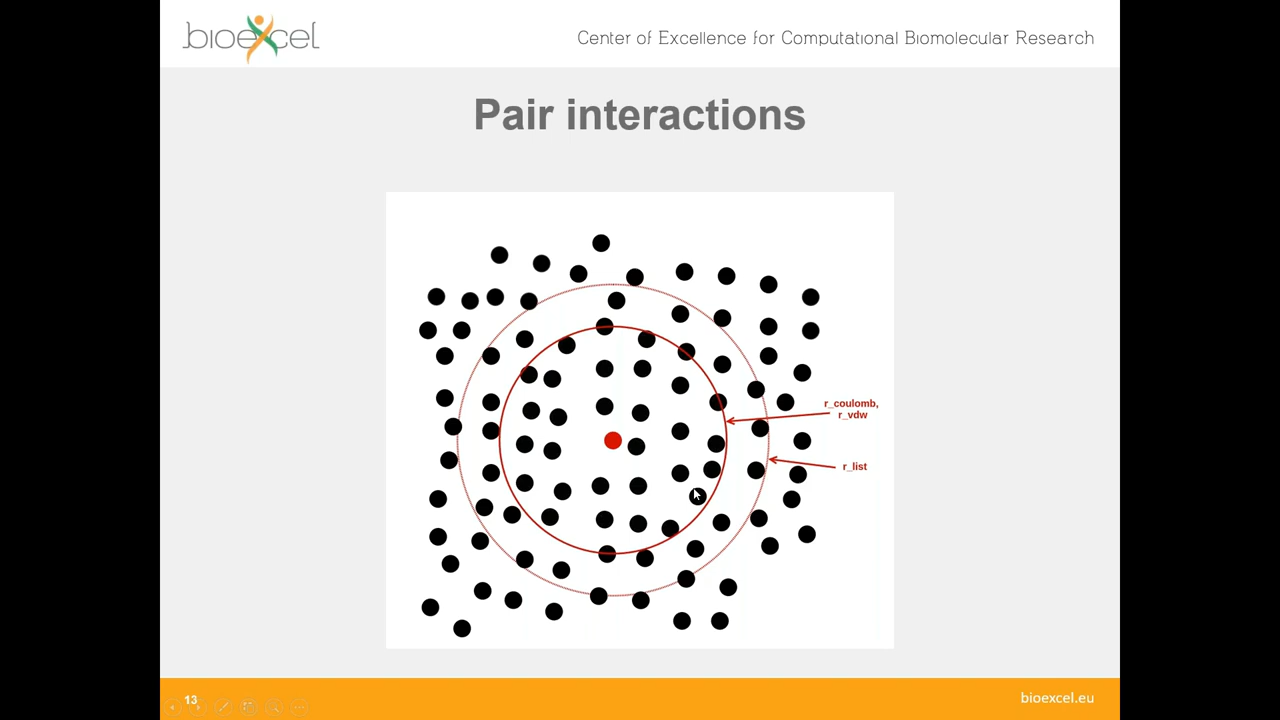 bioexcel
Center of Excellence for Computational Biomolecular Research
Pair interactions
r_coulomb,
r_vdw
r_list
13
bioexcel.eu